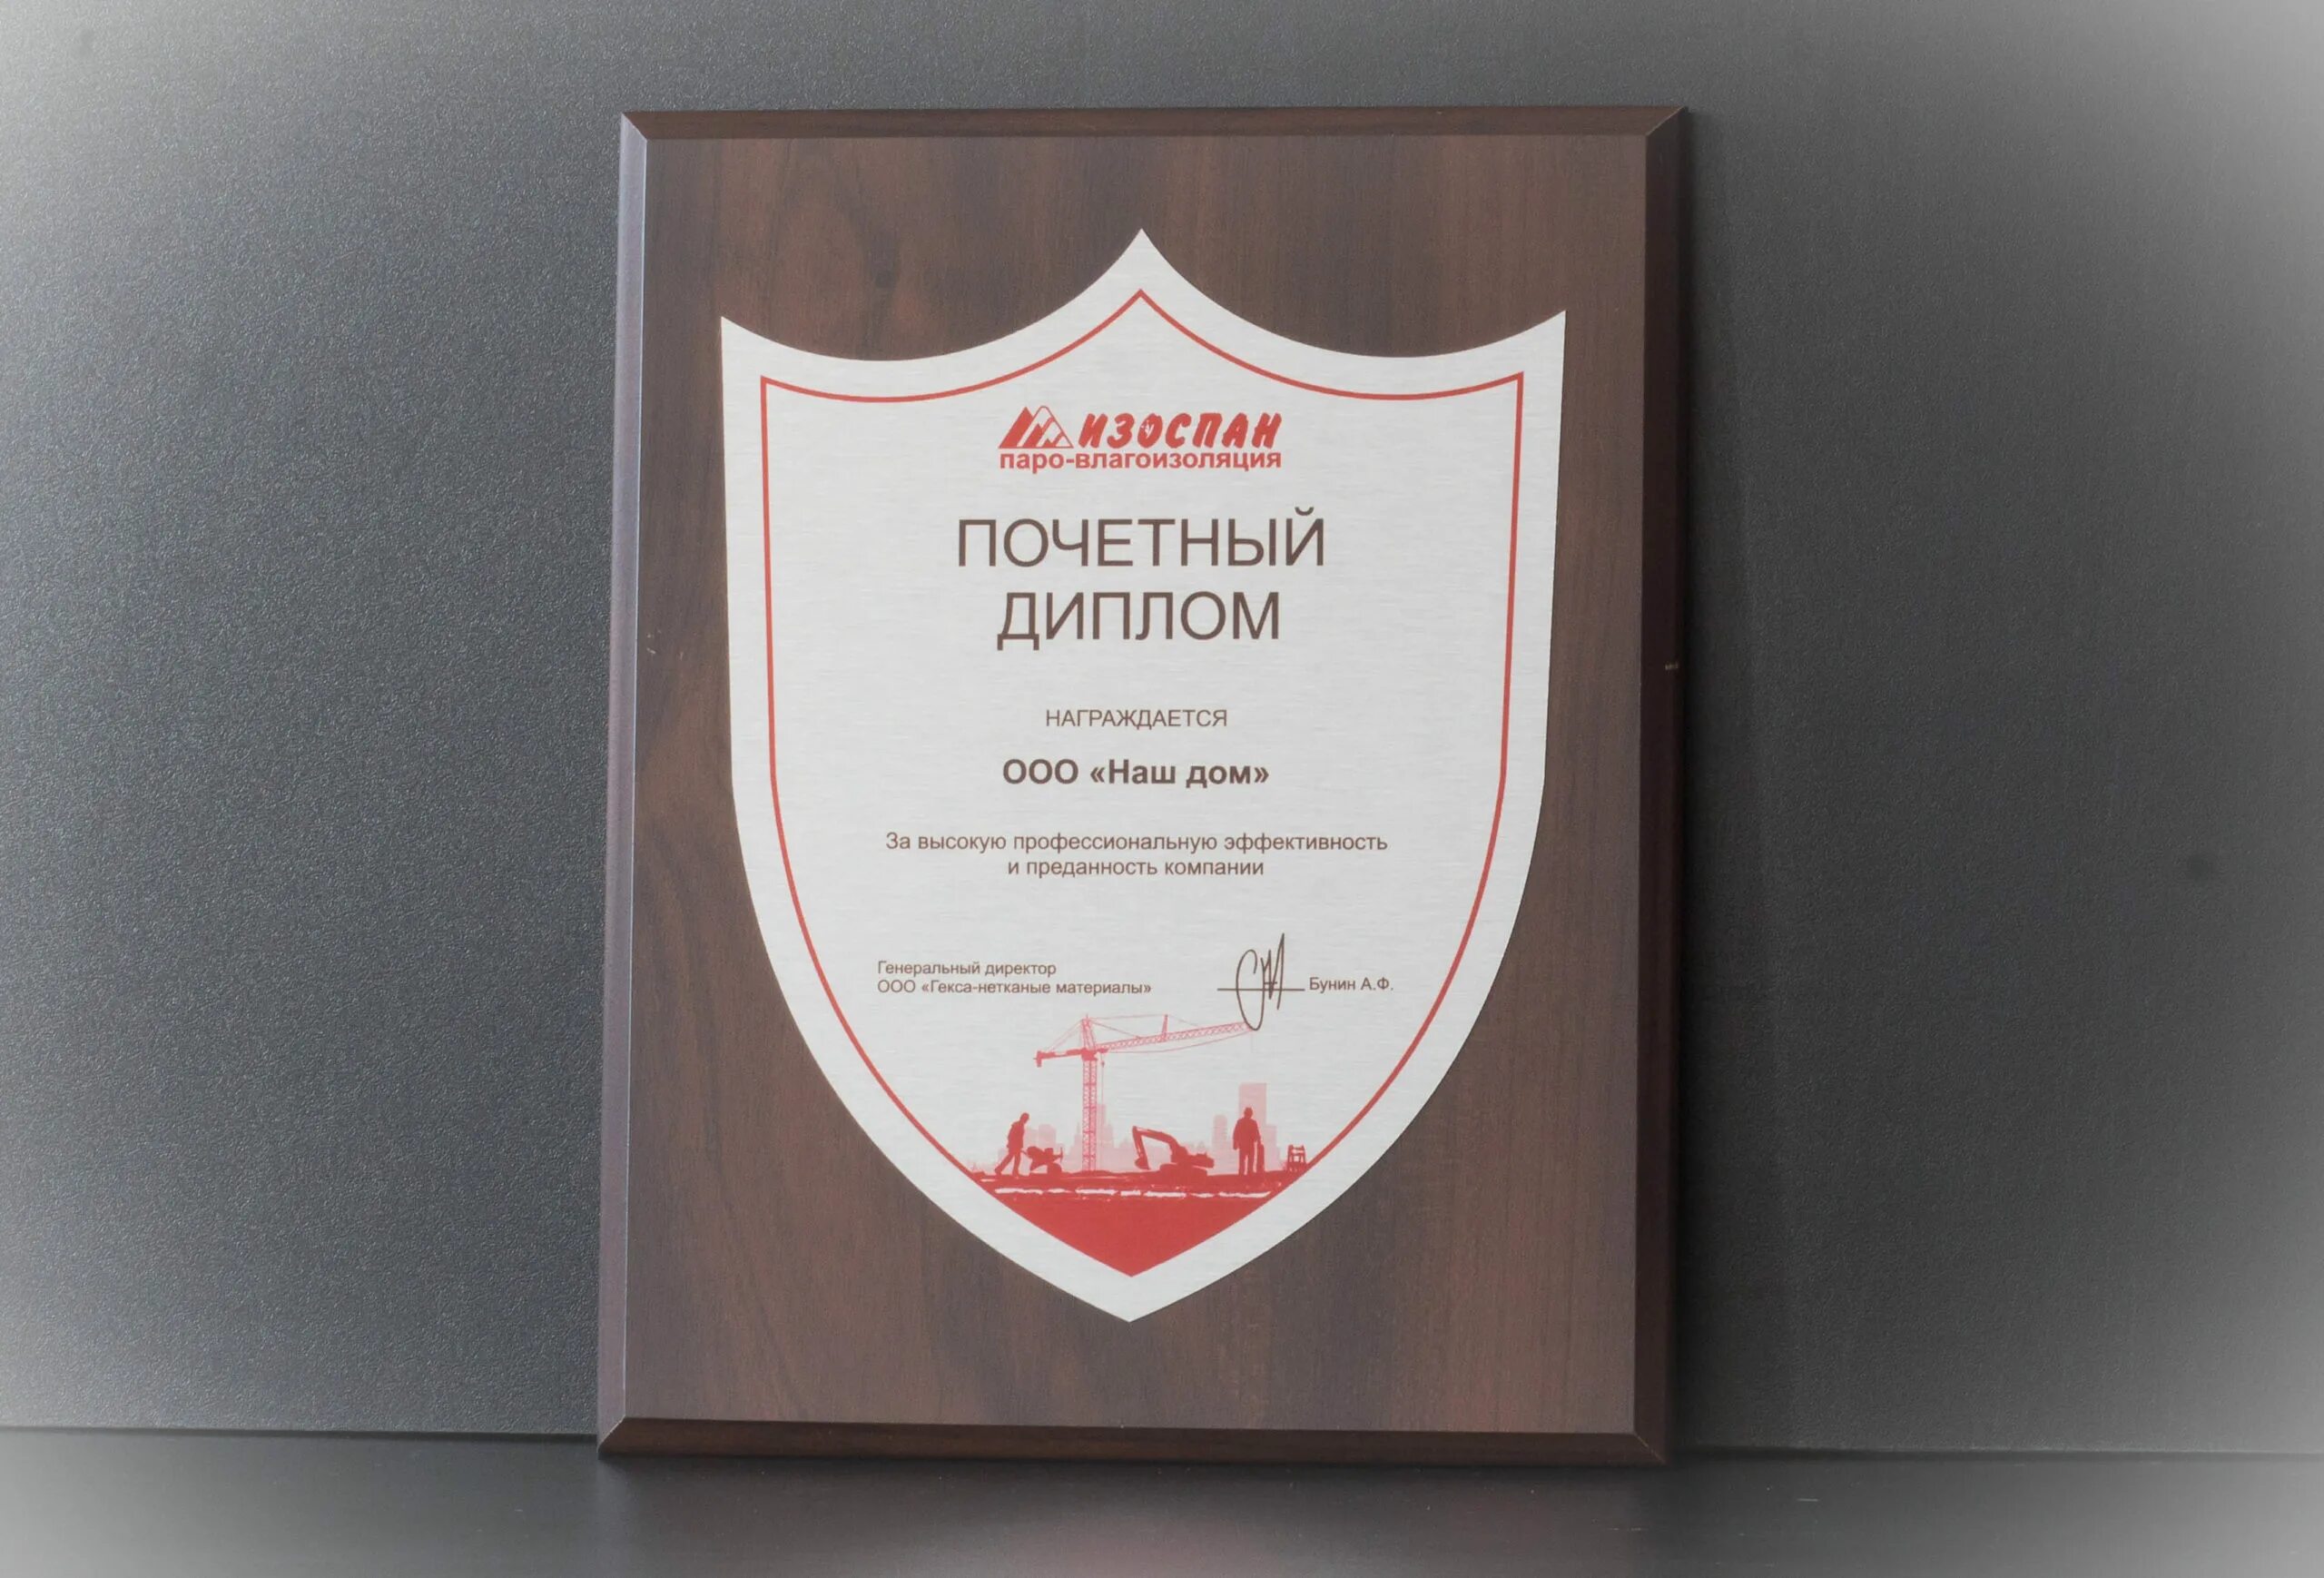 ИЗОСПАН
паро-влагоизоляция
ПОЧЕТНЫЙ
ДИПЛОМ
НАГРАЖДАЕТСЯ
ООО «Наш дом»
За высокую профессиональную эффективность
и преданность компании
Генеральный директор
ООО «Гекса-нетканые материалы»
Бунин А.Ф.